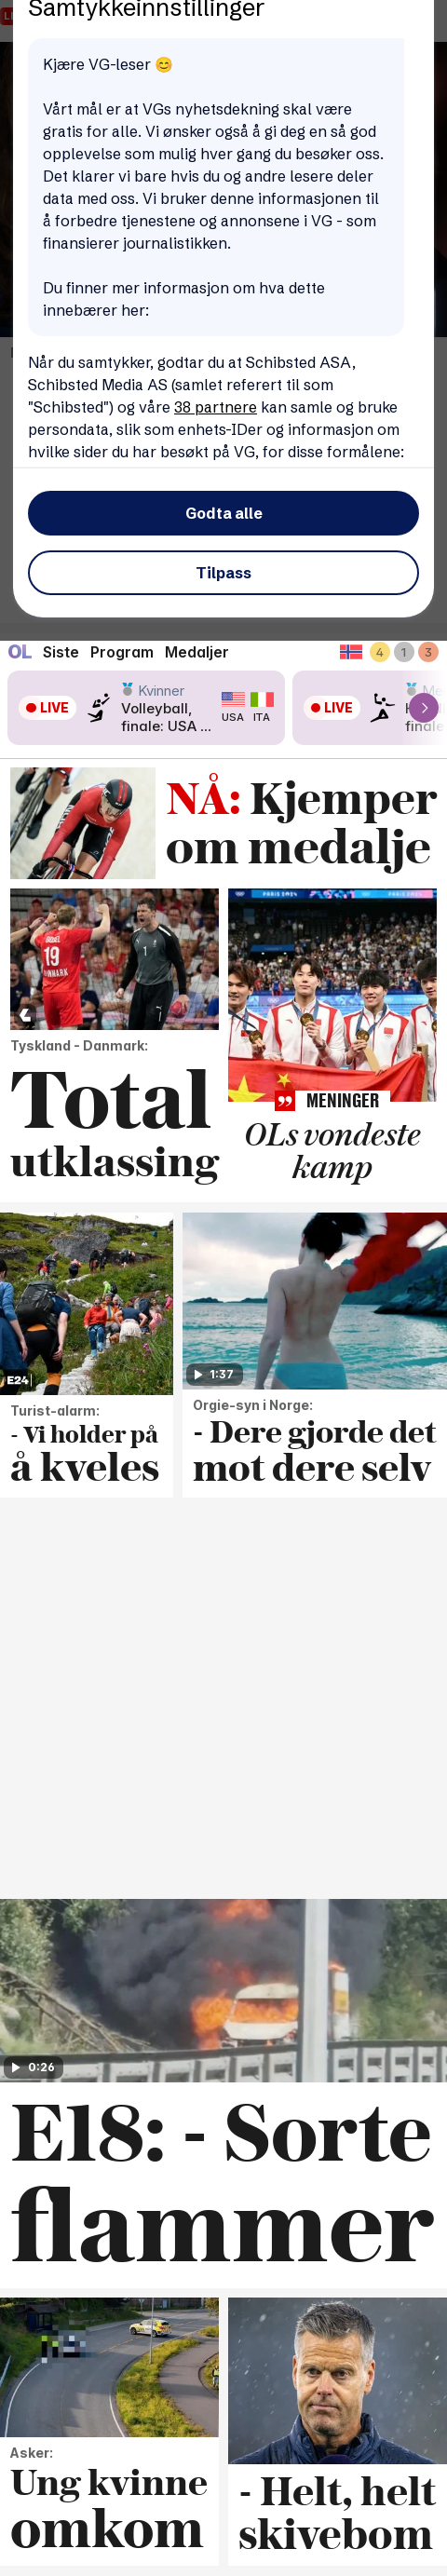 Samtykkeinnstillinger
Kjære VG-leser 😊
Vårt mål er at VGs nyhetsdekning skal være
gratis for alle. Vi ønsker også å gi deg en så god
opplevelse som mulig hver gang du besøker oss.
Det klarer vi bare hvis du og andre lesere deler
data med oss. Vi bruker denne informasjonen til
å forbedre tjenestene og annonsene i VG - som
finansierer journalistikken.
Du finner mer informasjon om hva dette
innebærer her:
Når du samtykker, godtar du at Schibsted ASA,
Schibsted Media AS (samlet referert til som
"Schibsted") og våre 38 partnere kan samle og bruke
persondata, slik som enhets-IDer og informasjon om
hvilke sider du har besøkt på VG, for disse formålene:
Godta alle
Tilpass
OL Siste Program Medaljer 4 1 3
LIVE
Kvinner
Volleyball,
finale: USA ...
USA ITA
LIVE
NÅ: Kjemper
om medalje
19
1
PARIS 2024
Tyskland - Danmark:
Total
utklassing
MENINGER
OLs vondeste
kamp
E24
1:37
Turist-alarm:
- Vi holder på
å kveles
Orgie-syn i Norge:
- Dere gjorde det
mot dere selv
0:26
E18: - Sorte
flammer
Asker:
Ung kvinne
omkom
- Helt, helt
skivebom